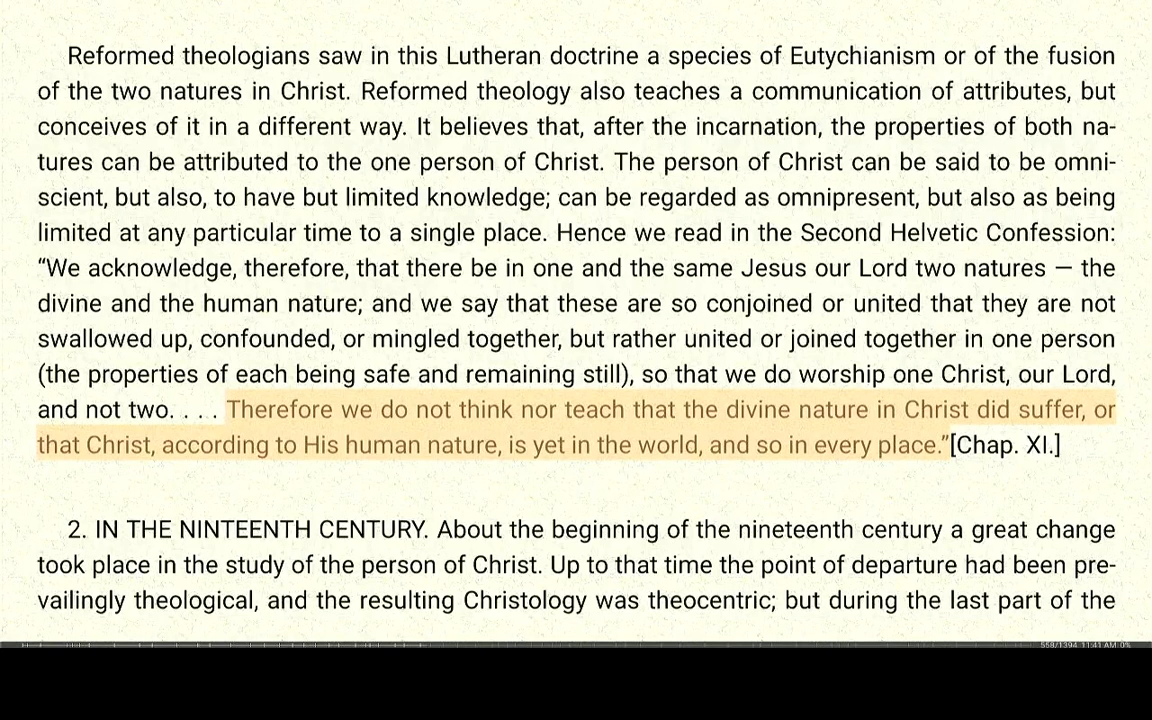 Reformed theologians saw in this Lutheran doctrine a species of Eutychianism or of the fusion
of the two natures in Christ. Reformed theology also teaches a communication of attributes, but
conceives of it in a different way. It believes that, after the incarnation, the properties of both na-
tures can be attributed to the one person of Christ. The person of Christ can be said to be omni-
scient, but also, to have but limited knowledge; can be regarded as omnipresent, but also as being
limited at any particular time to a single place. Hence we read in the Second Helvetic Confession:
“We acknowledge, therefore, that there be in one and the same Jesus our Lord two natures — the
divine and the human nature; and we say that these are so conjoined or united that they are not
swallowed up, confounded, or mingled together, but rather united or joined together in one person
(the properties of each being safe and remaining still), so that we do worship one Christ, our Lord,
and not two. . . . Therefore we do not think nor teach that the divine nature in Christ did suffer, or
that Christ, according to His human nature, is yet in the world, and so in every place.”[Chap. XI.]
2. IN THE NINTEENTH CENTURY. About the beginning of the nineteenth century a great change
took place in the study of the person of Christ. Up to that time the point of departure had been pre-
vailingly theological, and the resulting Christology was theocentric; but during the last part of the
558/1394 11:41 AM 0%